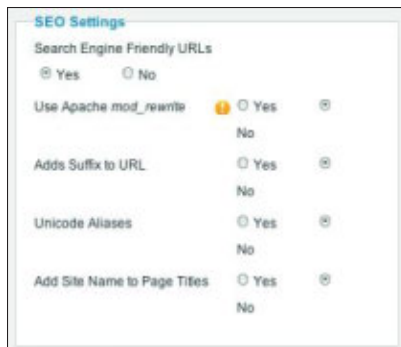 SEO Settings
Search Engine Friendly URLs
Yes No
Use Apache mod_rewrite Yes
No
Adds Suffix to URL Yes
No
Unicode Aliases Yes
No
Add Site Name to Page Titles Yes
No